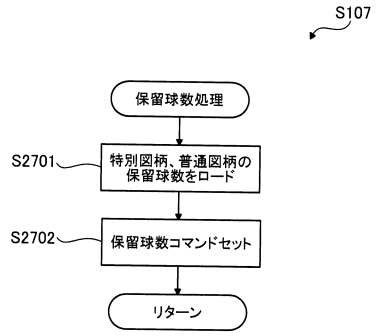 S107
保留球数処理
S2701
特別図柄、普通図柄の
保留球数をロード
S2702
保留球数コマンドセット
リターン